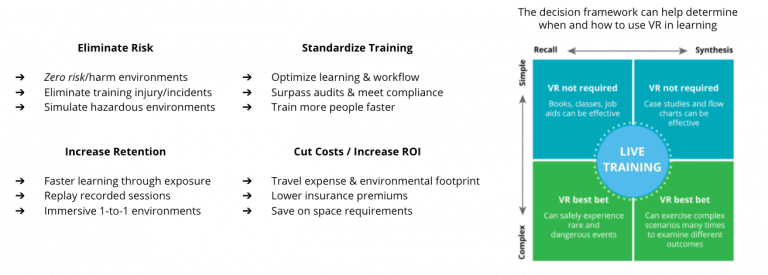 Eliminate Risk
➔ Zero risk/harm environments
➔ Eliminate training injury/incidents
➔ Simulate hazardous environments
Standardize Training
➔ Optimize learning & workflow
➔ Surpass audits & meet compliance
➔ Train more people faster
Increase Retention
➔ Faster learning through exposure
➔ Replay recorded sessions
➔ Immersive 1-to-1 environments
Cut Costs / Increase ROI
➔ Travel expense & environmental footprint
➔ Lower insurance premiums
➔ Save on space requirements
The decision framework can help determine
when and how to use VR in learning
Recall
Synthesis
Simple
Complex
VR not required
Books, classes, job
aids can be effective
VR not required
Case studies and flow
charts can be
effective
LIVE
TRAINING
VR best bet
Can safely experience
rare and
dangerous events
VR best bet
Can exercise complex
scenarios many times
to examine different
outcomes